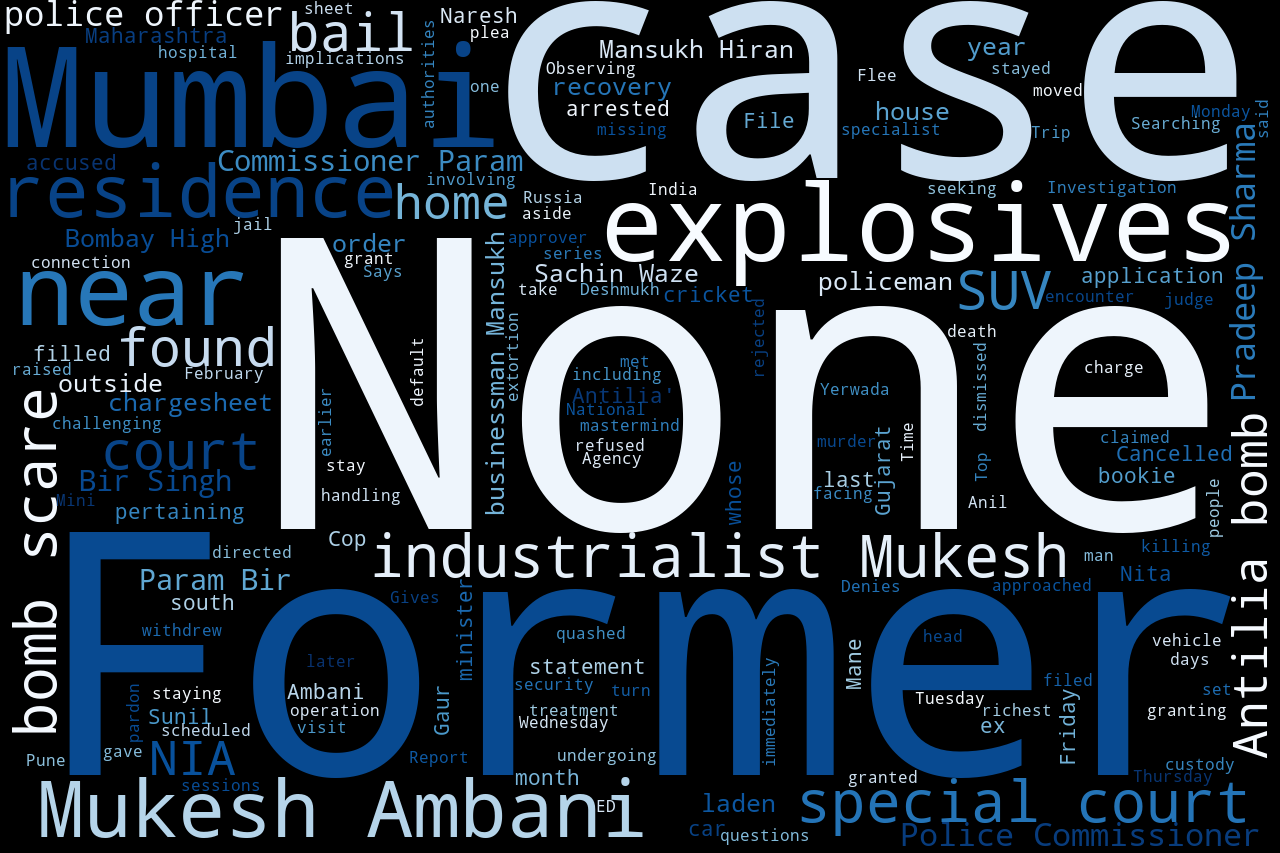 police officer
sheet
bail
Naresh
plea
case
Maharashtra
hospital
implications
authorities
Mumbai
one
Mansukh Hiran
Observing
recovery
arrested
missing
File
Flee
year
stayed
moved
house
specialist
Trip
Searching
Monday
said
accused
Commissioner Param
involving
residence
home
Russia
aside
India
seeking
Investigation
jail
Bombay High
order
grant
Says
connection
approver
series
explosives
Pradeep Sharma
near
Sachin Waze
take
Deshmukh
cricket
policeman
SUV
application
encounter
judge
businessman Mansukh
extortion
rejected
death
dismissed
found
filled
raised
outside
February
default
None
met
including
Antilia'
National
mastermind
refused
Agency
Yerwada
charge
chargesheet
challenging
earlier
court
stay
handling
Bir Singh
Mini
pertaining
murder
last
facing
Gujarat
Time
Top
Anil
claimed
Cancelled
bookie
people
whose
bomb scare
Antilia bomb
Cop
directed
industrialist Mukesh
man
killing
Nita
Param Bir
south
withdrew
Gives
minister
Denies
approached
Former
quashed
statement
security
turn
treatment
Wednesday
undergoing
immediately
Mane
head
vehicle
days
later
Ambani
operation
visit
staying
Sunil
scheduled
pardon
Gaur
Tuesday
richest
ex
filed
Friday
set
granting
Pune
gave
NIA
sessions
Report
month
granted
custody
Thursday
Mukesh Ambani
ED
laden
car
questions
special court
Police Commissioner